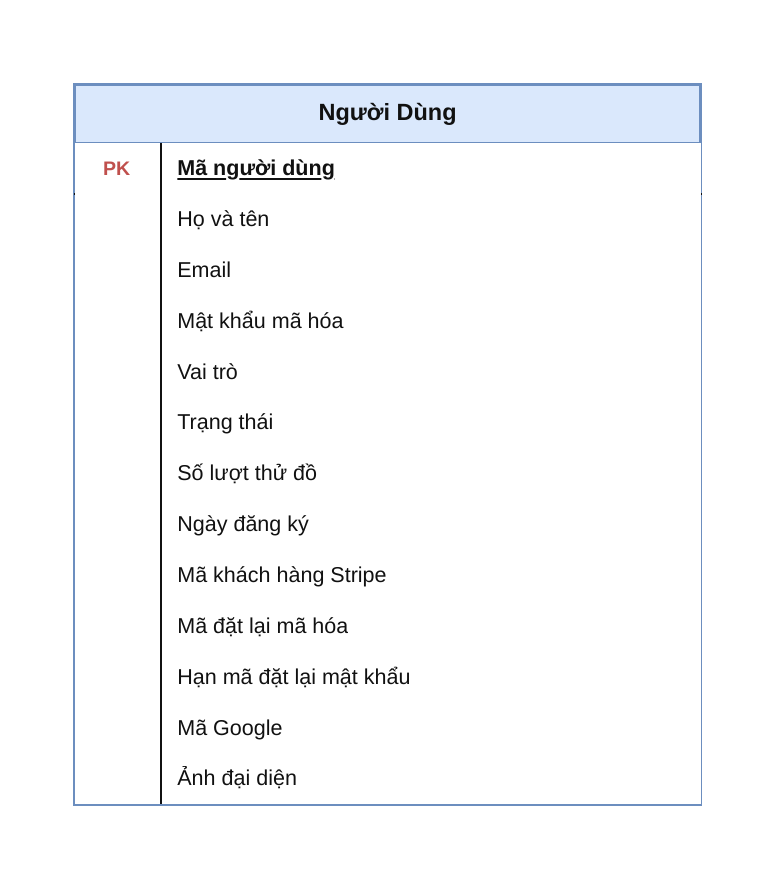 Người Dùng
PK Mã người dùng
Họ và tên
Email
Mật khẩu mã hóa
Vai trò
Trạng thái
Số lượt thử đồ
Ngày đăng ký
Mã khách hàng Stripe
Mã đặt lại mã hóa
Hạn mã đặt lại mật khẩu
Mã Google
Ảnh đại diện